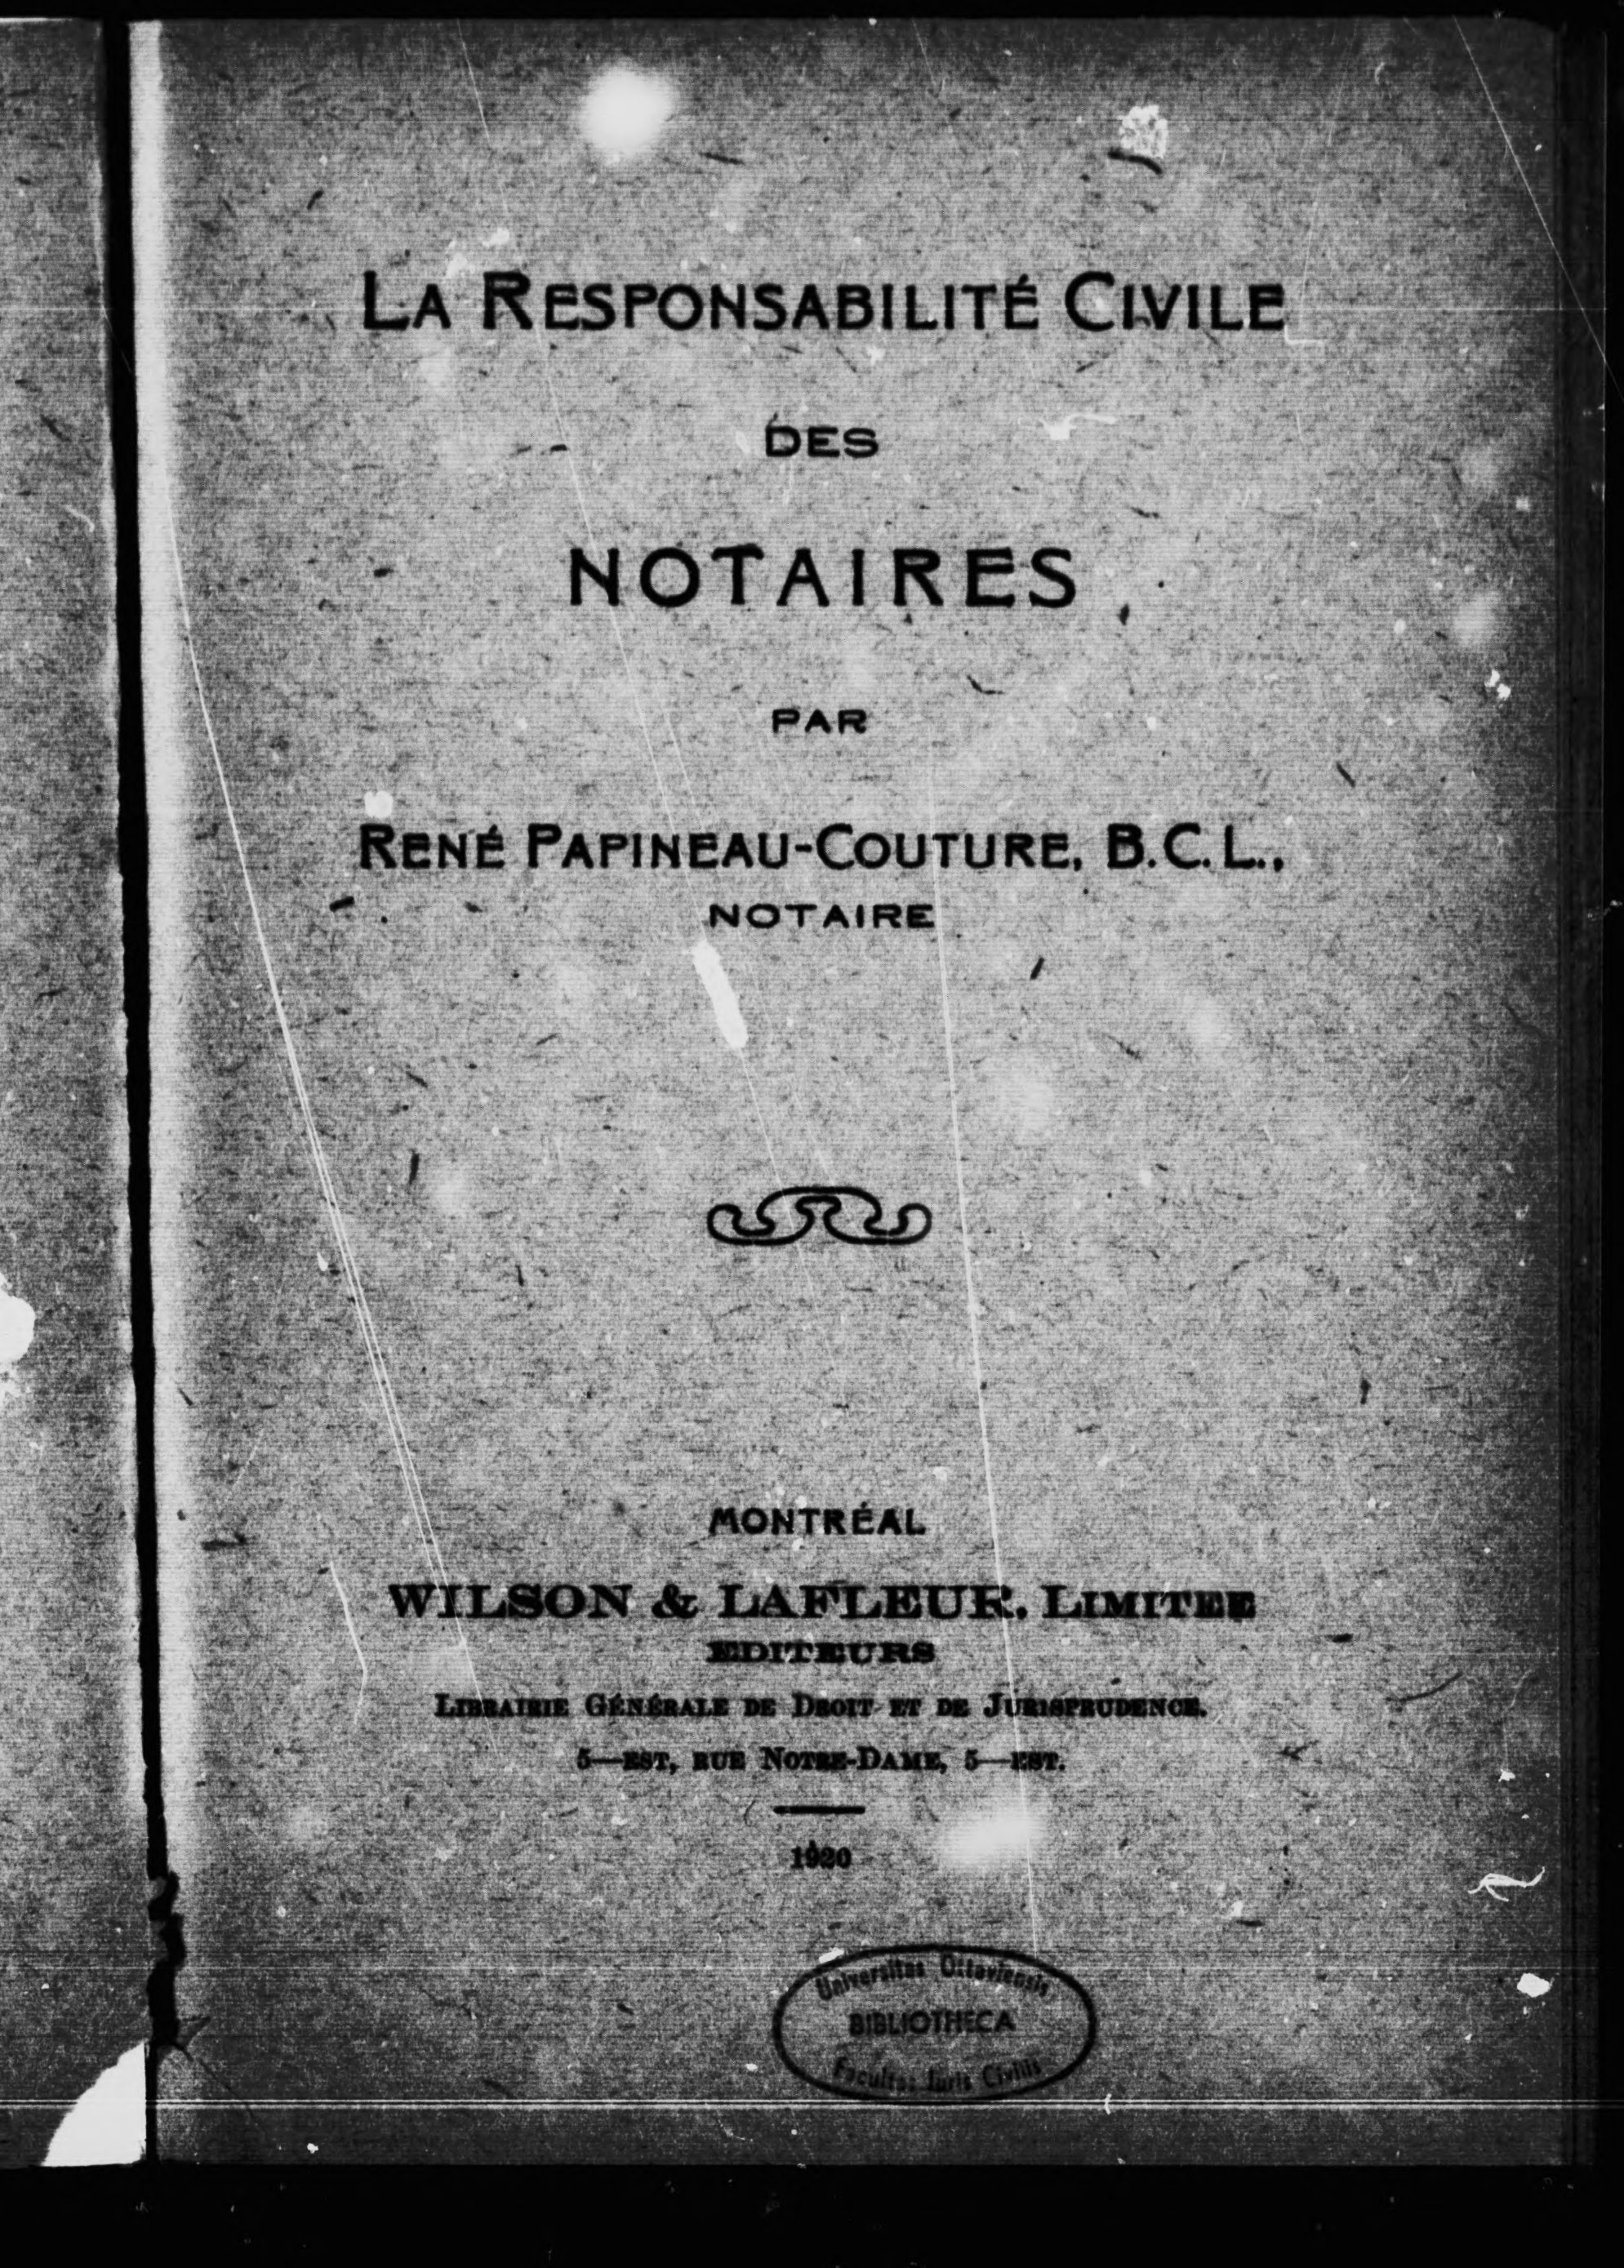 LA RESPONSABILITÉ CIVILE
DES
NOTAIRES
PAR
RENÉ PAPINEAU-COUTURE, B.C.L.,
NOTAIRE
MONTRÉAL
WILSON & LAFLEUR, LIMITEE
EDITEURS
LIBRAIRIE GÉNÉRALE DE DROIT ET DE JURISPRUDENCE.
5—EST, RUE NOTRE-DAME, 5—EST.
1920
Universitas Ottaviensis
BIBLIOTHECA
Facultas Juris Civilis